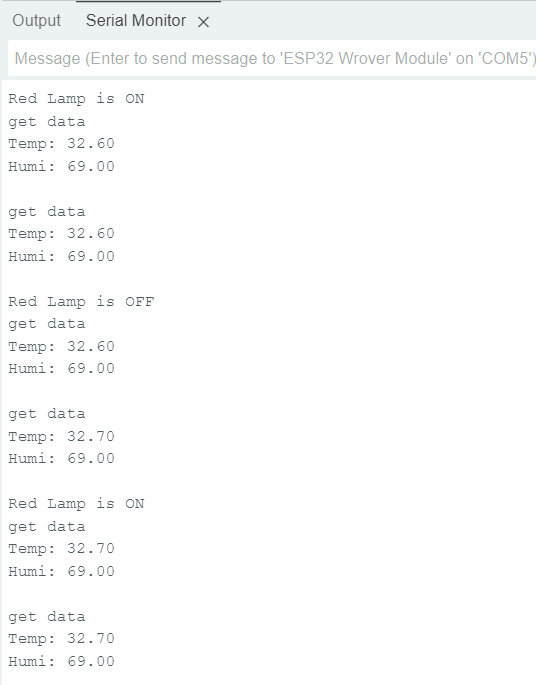 Output Serial Monitor ×
Message (Enter to send message to 'ESP32 Wrover Module' on 'COM5')
Red Lamp is ON
get data
Temp: 32.60
Humi: 69.00
get data
Temp: 32.60
Humi: 69.00
Red Lamp is OFF
get data
Temp: 32.60
Humi: 69.00
get data
Temp: 32.70
Humi: 69.00
Red Lamp is ON
get data
Temp: 32.70
Humi: 69.00
get data
Temp: 32.70
Humi: 69.00